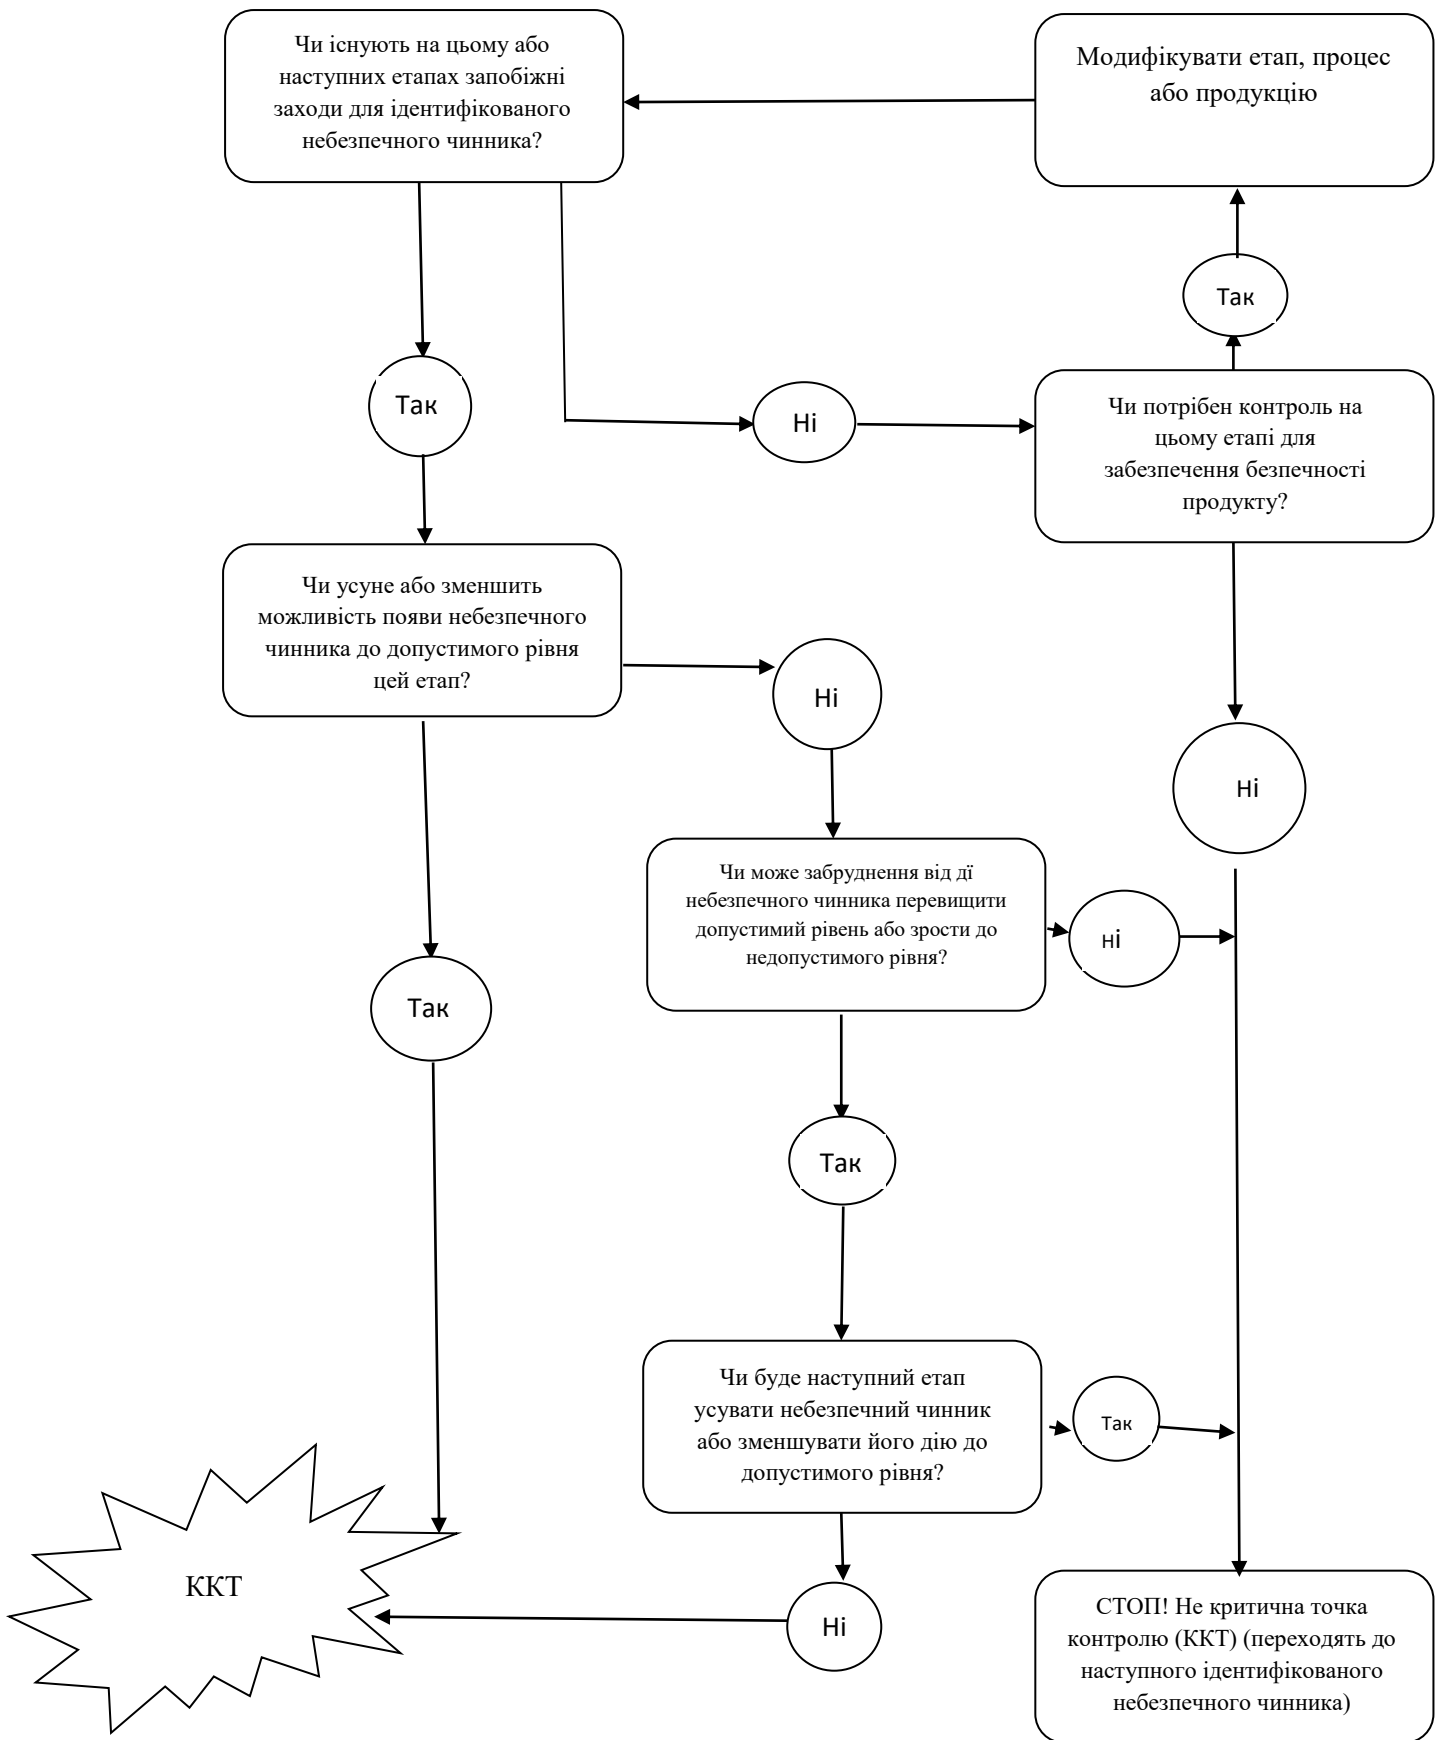 Чи існують на цьому або
наступних етапах запобіжні
заходи для ідентифікованого
небезпечного чинника?
Модифікувати етап, процес
або продукцію
Так
Так
Ні
Чи потрібен контроль на
цьому етапі для
забезпечення безпечності
продукту?
Чи усуне або зменшить
можливість появи небезпечного
чинника до допустимого рівня
цей етап?
Ні
Ні
Чи може забруднення від дї
небезпечного чинника перевищити
допустимий рівень або зрости до
недопустимого рівня?
ні
Так
Так
Чи буде наступний етап
усувати небезпечний чинник
або зменшувати його дію до
допустимого рівня?
Так
ККТ
Ні
СТОП! Не критична точка
контролю (ККТ) (переходять до
наступного ідентифікованого
небезпечного чинника)